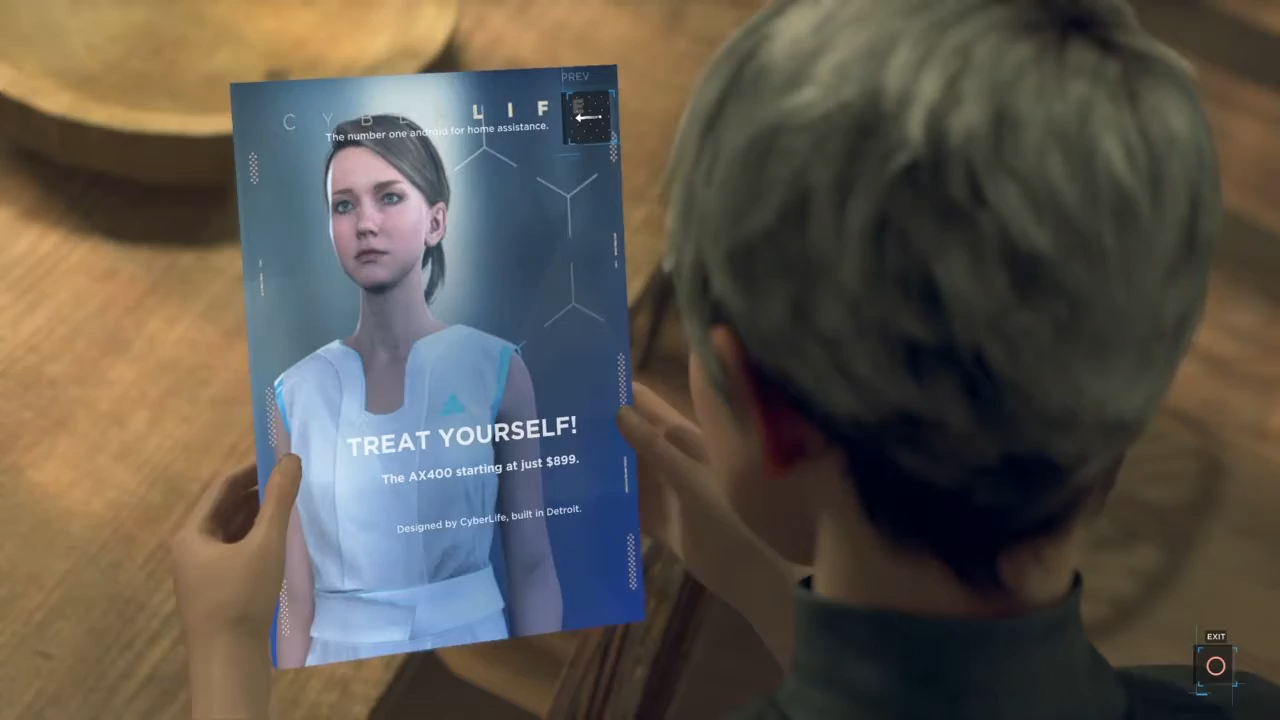 PREV
CYBERLIFE
The number one android for home assistance.
TREAT YOURSELF!
The AX400 starting at just $899.
Designed by CyberLife, built in Detroit.
EXIT